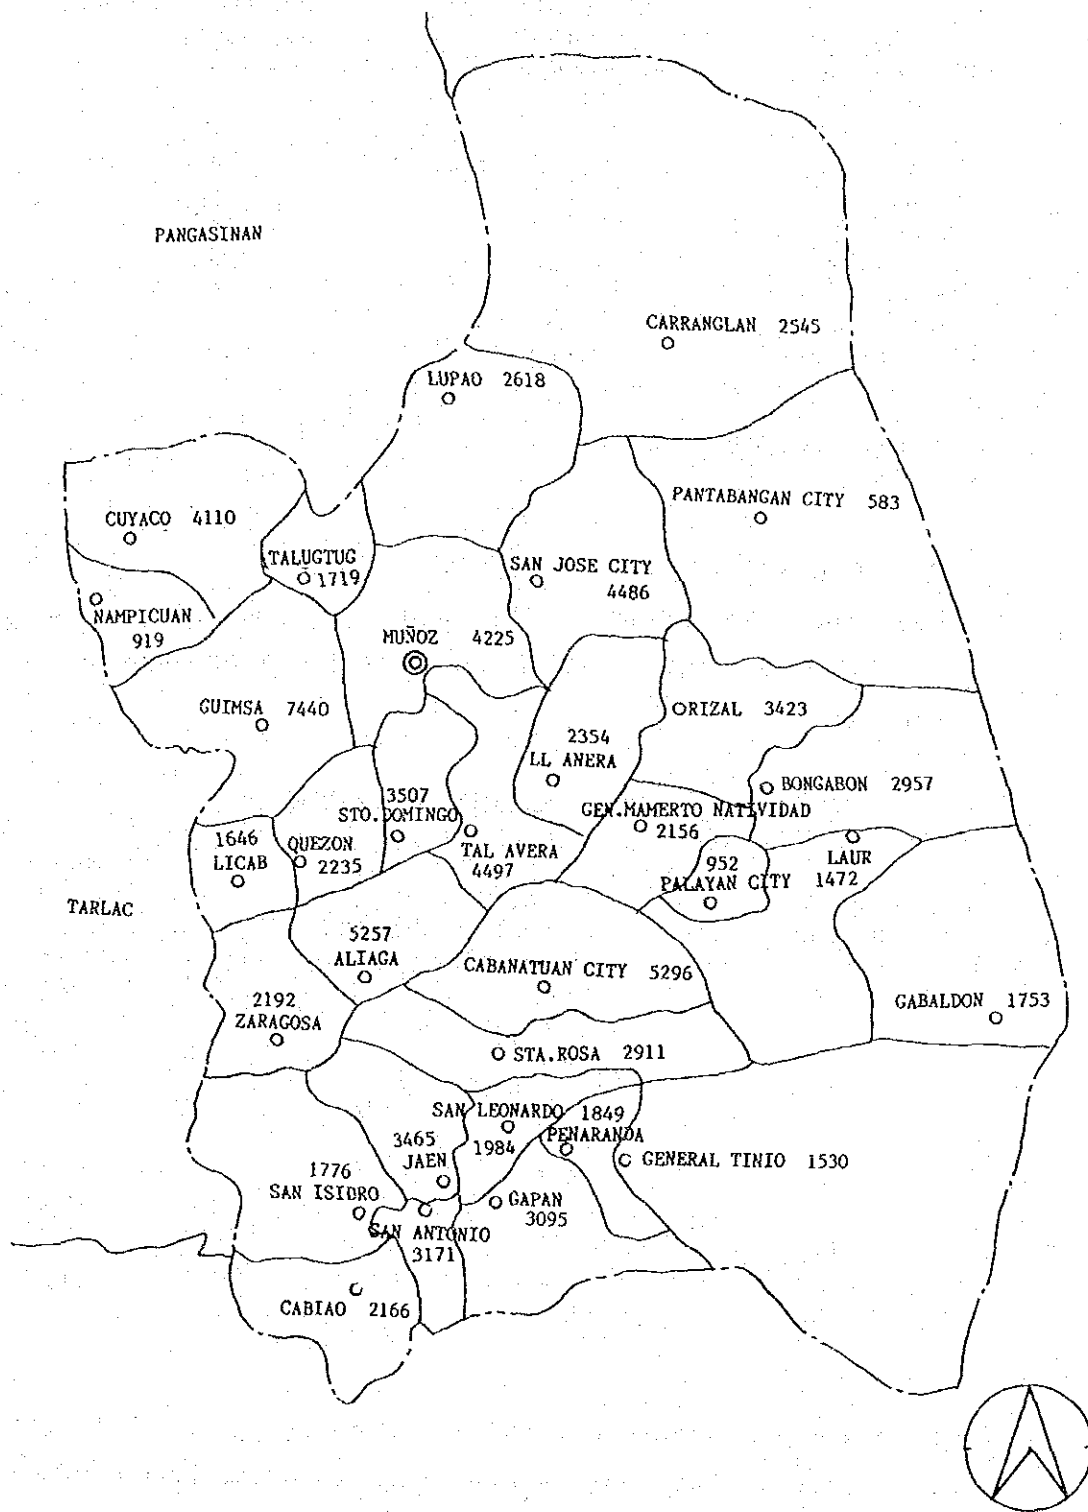 PANGASINAN
CARRANGLAN 2545
LUPAO 2618
PANTABANGAN CITY 583
CUYACO 4110
TALUGTUG
1719
SAN JOSE CITY
4486
NAMPICUAN
919
MUÑOZ 4225
GUIMSA 7440
RIZAL 3423
2354
LL ANERA
BONGABON 2957
3507
STO.DOMINGO
GEN.MAMERTO NATIVIDAD
2156
1646
LICAB
QUEZON
2235
TAL AVERA
4497
LAUR
1472
952
PALAYAN CITY
TARLAC
5257
ALIAGA
CABANATUAN CITY 5296
2192
ZARAGOSA
GABALDON 1753
STA.ROSA 2911
SAN LEONARDO
1984
1849
PENARANDA
3465
JAEN
GENERAL TINIO 1530
1776
SAN ISIDRO
GAPAN
3095
SAN ANTONIO
3171
CABIAO 2166